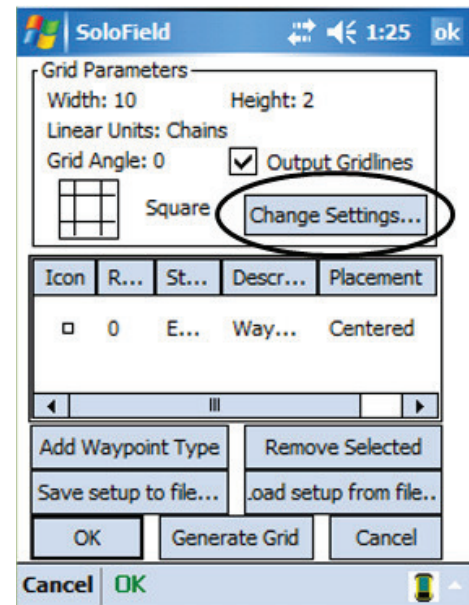 SoloField 1:25 ok
Grid Parameters
Width: 10 Height: 2
Linear Units: Chains
Grid Angle: 0 Output Gridlines
Square Change Settings...
Icon R... St... Descr... Placement
0 E... Way... Centered
Add Waypoint Type Remove Selected
Save setup to file... .oad setup from file..
OK Generate Grid Cancel
Cancel OK